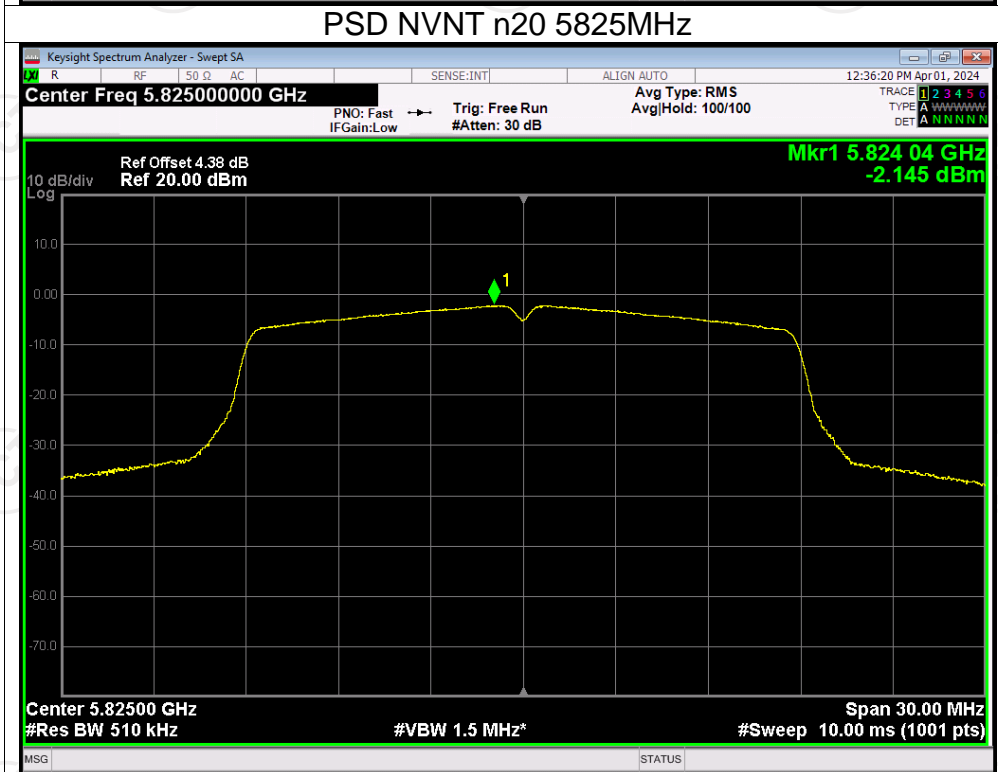 PSD NVNT n20 5825MHz
Keysight Spectrum Analyzer - Swept SA
LXI R RF 50 Ω AC SENSE:INT ALIGN AUTO 12:36:20 PM Apr 01, 2024
Center Freq 5.825000000 GHz
PNO: Fast
IFGain:Low
Trig: Free Run
#Atten: 30 dB
Avg Type: RMS
Avg|Hold: 100/100
TRACE 1 2 3 4 5 6
TYPE A WWWWW
DET A N N N N N
Mkr1 5.824 04 GHz
-2.145 dBm
Ref Offset 4.38 dB
10 dB/div Ref 20.00 dBm
Log
10.0
1
0.00
-10.0
-20.0
-30.0
-40.0
-50.0
-60.0
-70.0
Center 5.82500 GHz Span 30.00 MHz
#Res BW 510 kHz #VBW 1.5 MHz* #Sweep 10.00 ms (1001 pts)
MSG STATUS